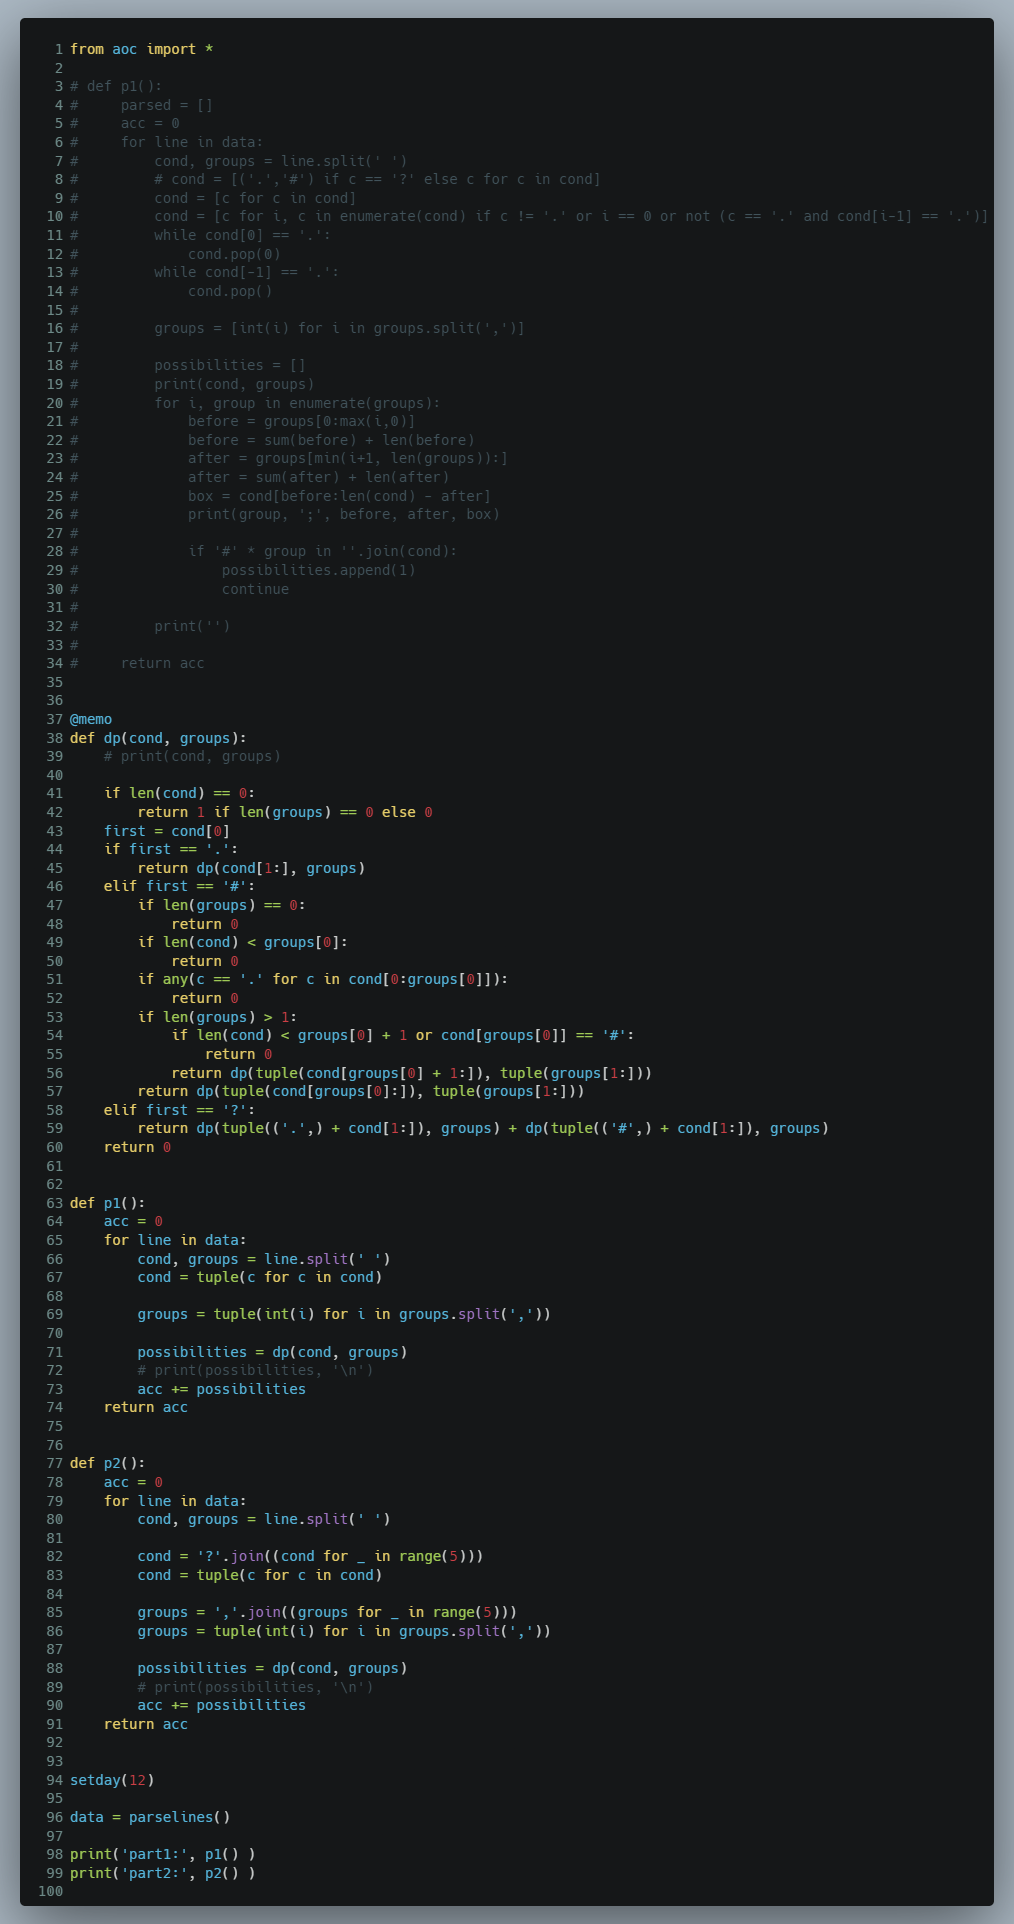 1 from aoc import *
2
3 # def p1():
4 #     parsed = []
5 #     acc = 0
6 #     for line in data:
7 #         cond, groups = line.split(' ')
8 #         # cond = [('.','#') if c == '?' else c for c in cond]
9 #         cond = [c for c in cond]
10 #         cond = [c for i, c in enumerate(cond) if c != '.' or i == 0 or not (c == '.' and cond[i-1] == '.')]
11 #         while cond[0] == '.':
12 #             cond.pop(0)
13 #         while cond[-1] == '.':
14 #             cond.pop()
15 #
16 #         groups = [int(i) for i in groups.split(',')]
17 #
18 #         possibilities = []
19 #         print(cond, groups)
20 #         for i, group in enumerate(groups):
21 #             before = groups[0:max(i,0)]
22 #             before = sum(before) + len(before)
23 #             after = groups[min(i+1, len(groups)):]
24 #             after = sum(after) + len(after)
25 #             box = cond[before:len(cond) - after]
26 #             print(group, ';', before, after, box)
27 #
28 #             if '#' * group in ''.join(cond):
29 #                 possibilities.append(1)
30 #                 continue
31 #
32 #         print('')
33 #
34 #     return acc
35
36
37 @memo
38 def dp(cond, groups):
39     # print(cond, groups)
40
41     if len(cond) == 0:
42         return 1 if len(groups) == 0 else 0
43     first = cond[0]
44     if first == '.':
45         return dp(cond[1:], groups)
46     elif first == '#':
47         if len(groups) == 0:
48             return 0
49         if len(cond) < groups[0]:
50             return 0
51         if any(c == '.' for c in cond[0:groups[0]]):
52             return 0
53         if len(groups) > 1:
54             if len(cond) < groups[0] + 1 or cond[groups[0]] == '#':
55                 return 0
56             return dp(tuple(cond[groups[0] + 1:]), tuple(groups[1:]))
57         return dp(tuple(cond[groups[0]:]), tuple(groups[1:]))
58     elif first == '?':
59         return dp(tuple(('.',) + cond[1:]), groups) + dp(tuple(('#',) + cond[1:]), groups)
60     return 0
61
62
63 def p1():
64     acc = 0
65     for line in data:
66         cond, groups = line.split(' ')
67         cond = tuple(c for c in cond)
68
69         groups = tuple(int(i) for i in groups.split(','))
70
71         possibilities = dp(cond, groups)
72         # print(possibilities, '\n')
73         acc += possibilities
74     return acc
75
76
77 def p2():
78     acc = 0
79     for line in data:
80         cond, groups = line.split(' ')
81
82         cond = '?'.join((cond for _ in range(5)))
83         cond = tuple(c for c in cond)
84
85         groups = ','.join((groups for _ in range(5)))
86         groups = tuple(int(i) for i in groups.split(','))
87
88         possibilities = dp(cond, groups)
89         # print(possibilities, '\n')
90         acc += possibilities
91     return acc
92
93
94 setday(12)
95
96 data = parselines()
97
98 print('part1:', p1() )
99 print('part2:', p2() )
100